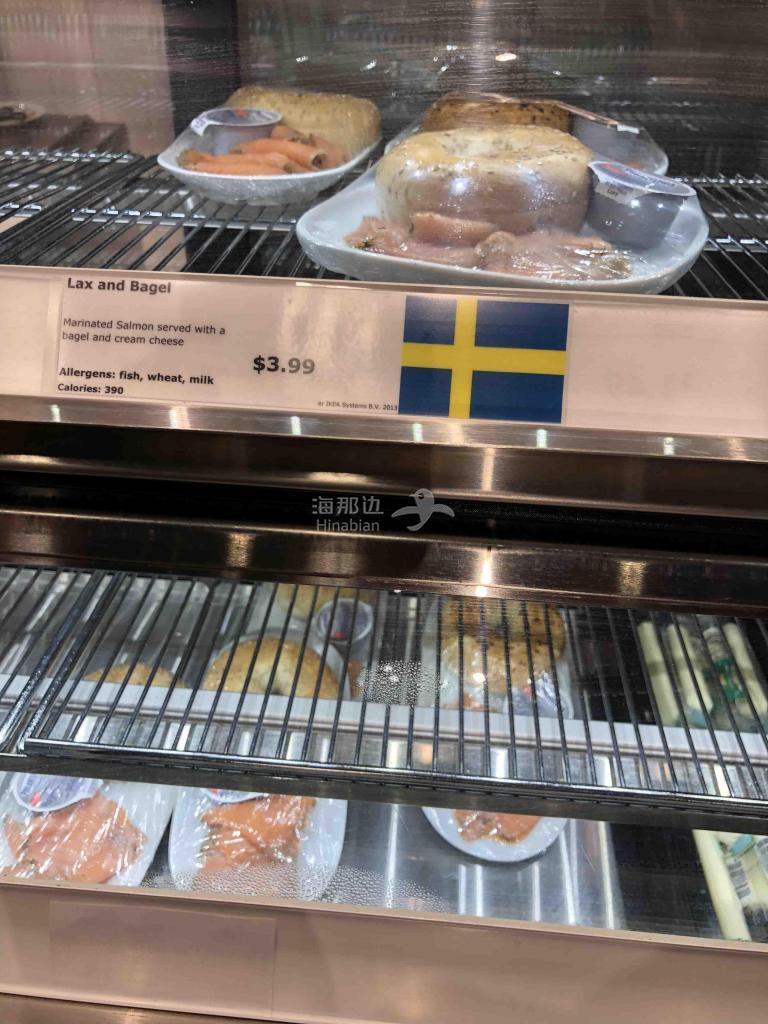 Lax and Bagel
Marinated Salmon served with a
bagel and cream cheese
$3.99
Allergens: fish, wheat, milk
Calories: 390
er IKEA Systems B.V. 2013
海那边
Hinabian